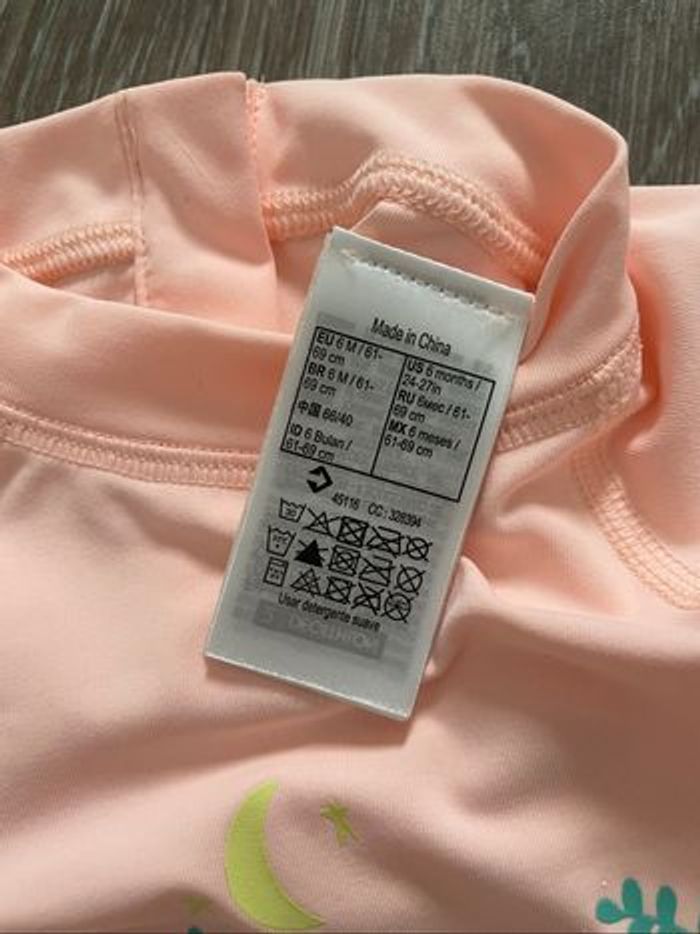 Made in China
EU 6 M / 61-
69 cm
BR 6 M / 61-
69 cm
中国 66/40
ID 6 Bulan /
61-69 cm
US 6 months /
24-27in
RU 6мес / 61-
69 cm
MX 6 meses /
61-69 cm
45116 CC : 328394
30
Usar detergente suave
DECATHLON